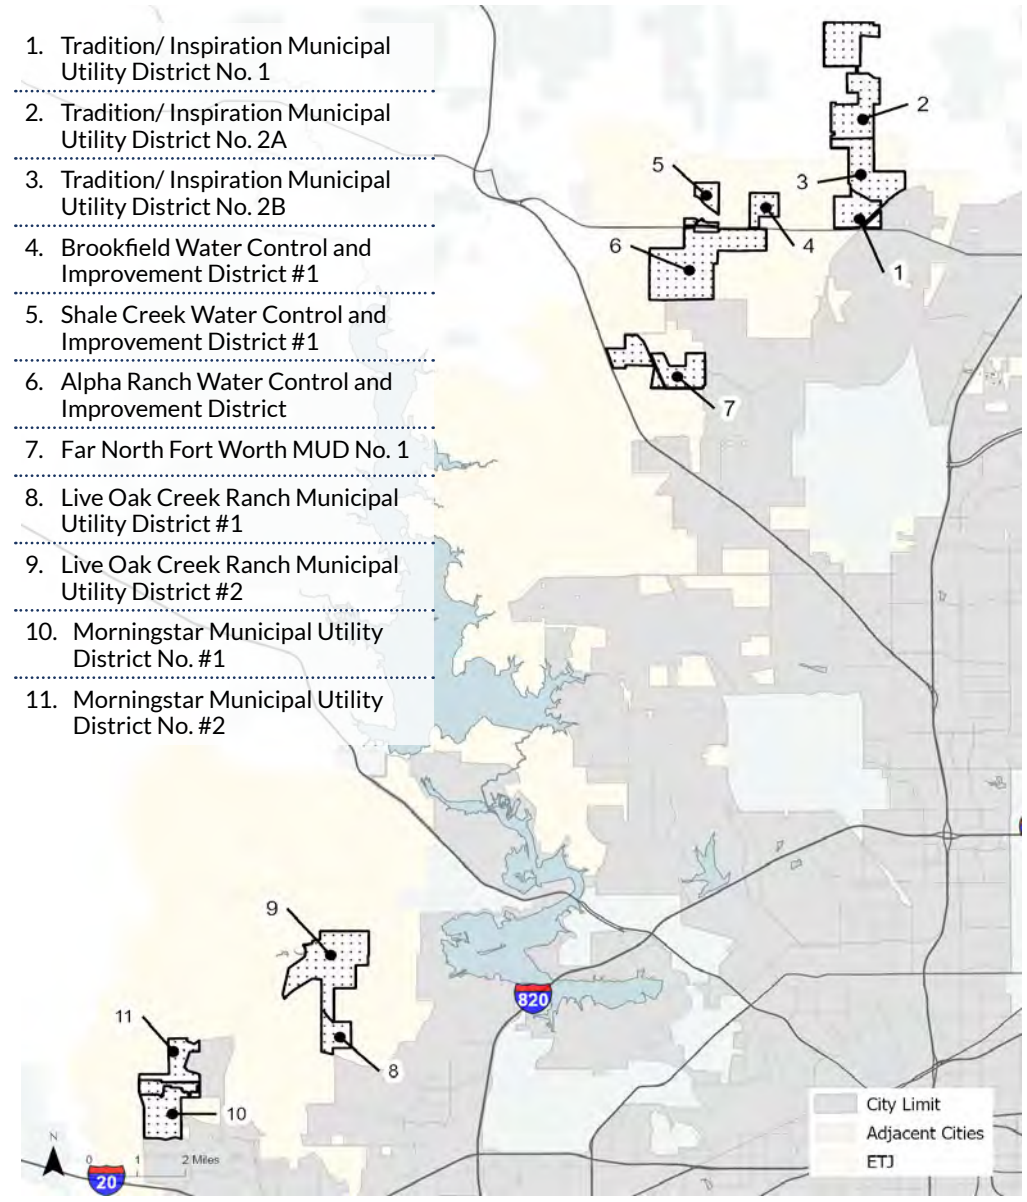 1. Tradition/ Inspiration Municipal
Utility District No. 1
2. Tradition/ Inspiration Municipal
Utility District No. 2A
3. Tradition/ Inspiration Municipal
Utility District No. 2B
4. Brookfield Water Control and
Improvement District #1
5. Shale Creek Water Control and
Improvement District #1
6. Alpha Ranch Water Control and
Improvement District
7. Far North Fort Worth MUD No. 1
8. Live Oak Creek Ranch Municipal
Utility District #1
9. Live Oak Creek Ranch Municipal
Utility District #2
10. Morningstar Municipal Utility
District No. #1
11. Morningstar Municipal Utility
District No. #2
2
5
3
6
4
1
7
9
820
11
8
10
N
0 1 2 Miles
20
City Limit
Adjacent Cities
ETJ